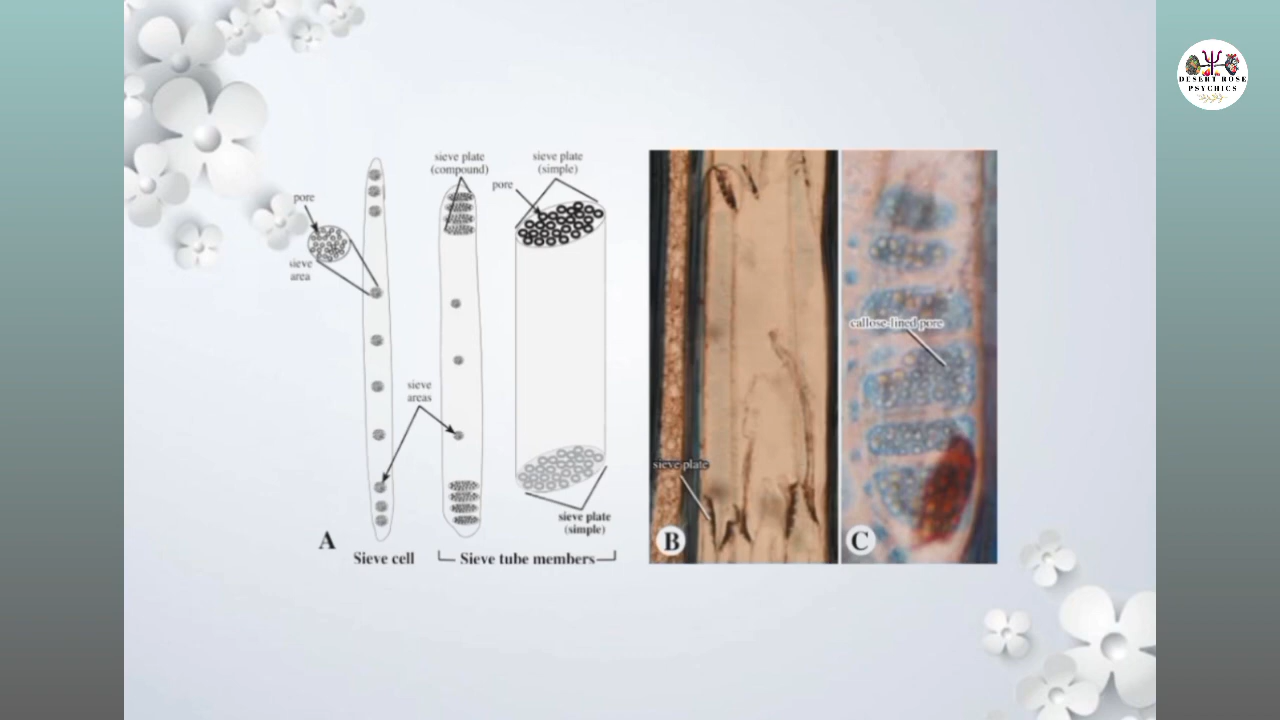 DESERT ROSE
PSYCHICS
sieve plate
(compound)
sieve plate
(simple)
pore
pore
sieve
area
sieve
areas
sieve plate
(simple)
A
Sieve cell
Sieve tube members
sieve plate
B
callose-lined pore
C